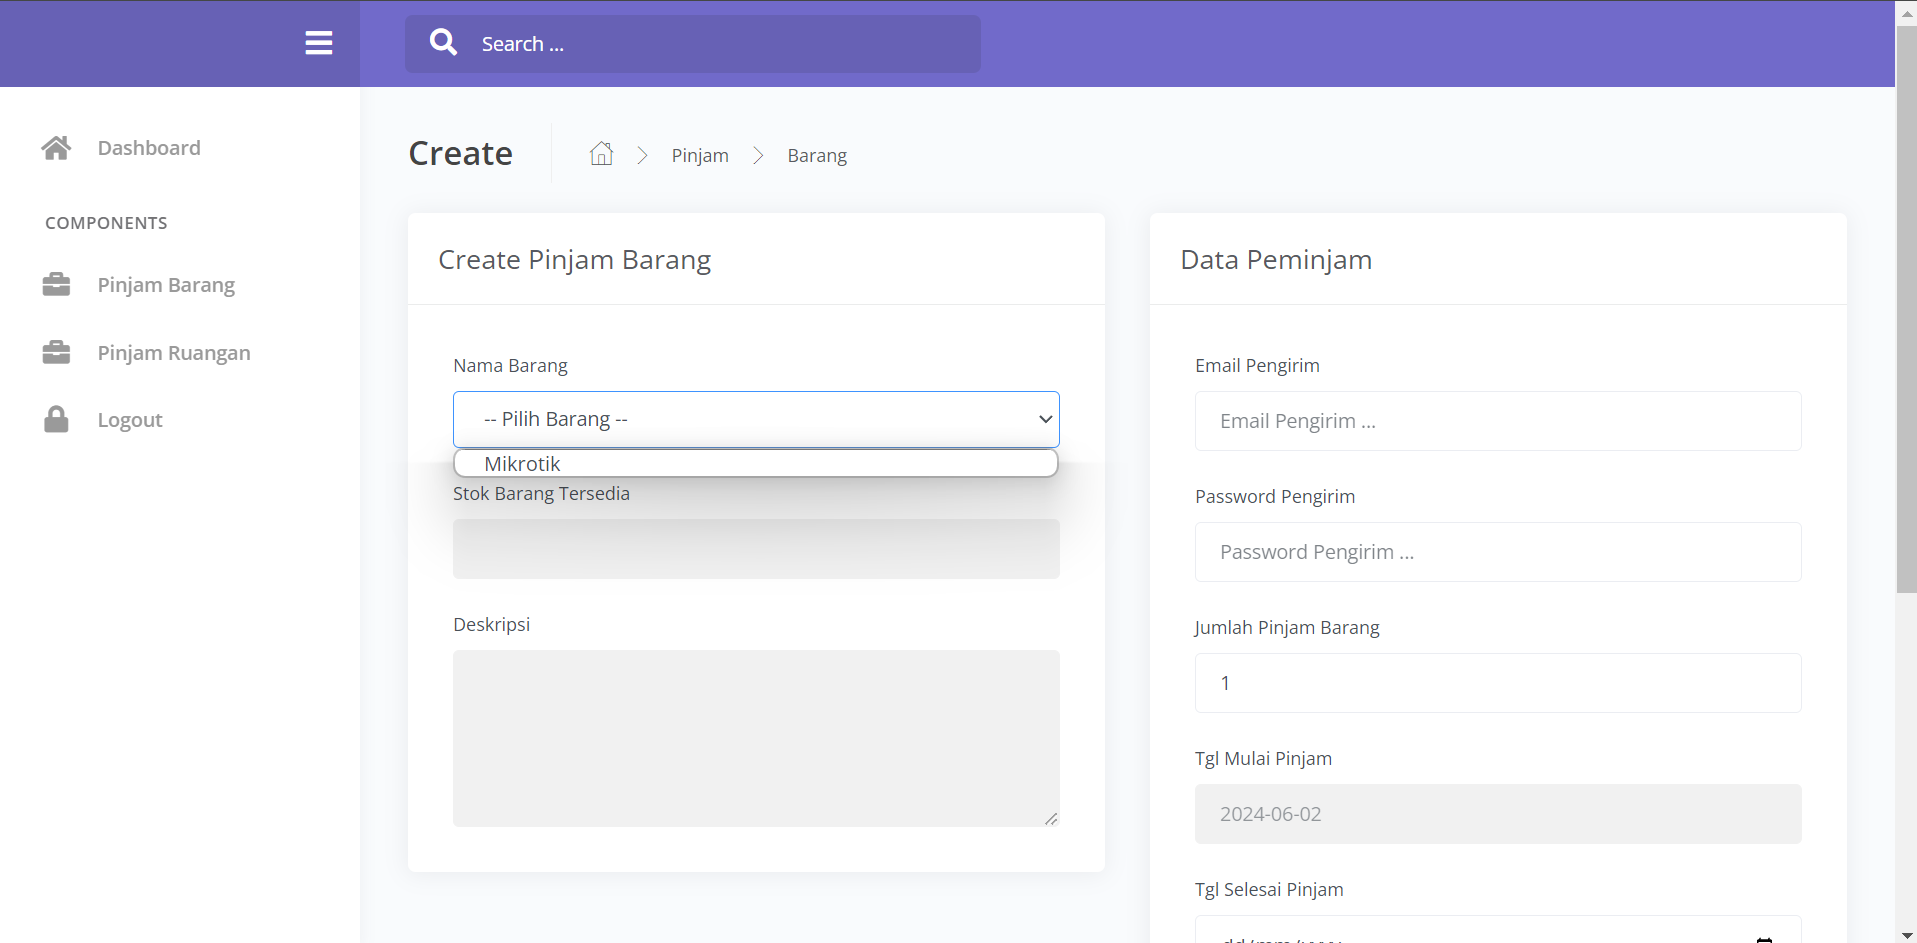 Search ...
Dashboard
COMPONENTS
Pinjam Barang
Pinjam Ruangan
Logout
Create
Pinjam
Barang
Create Pinjam Barang
Nama Barang
-- Pilih Barang --
Mikrotik
Stok Barang Tersedia
Deskripsi
Data Peminjam
Email Pengirim
Email Pengirim ...
Password Pengirim
Password Pengirim ...
Jumlah Pinjam Barang
1
Tgl Mulai Pinjam
2024-06-02
Tgl Selesai Pinjam